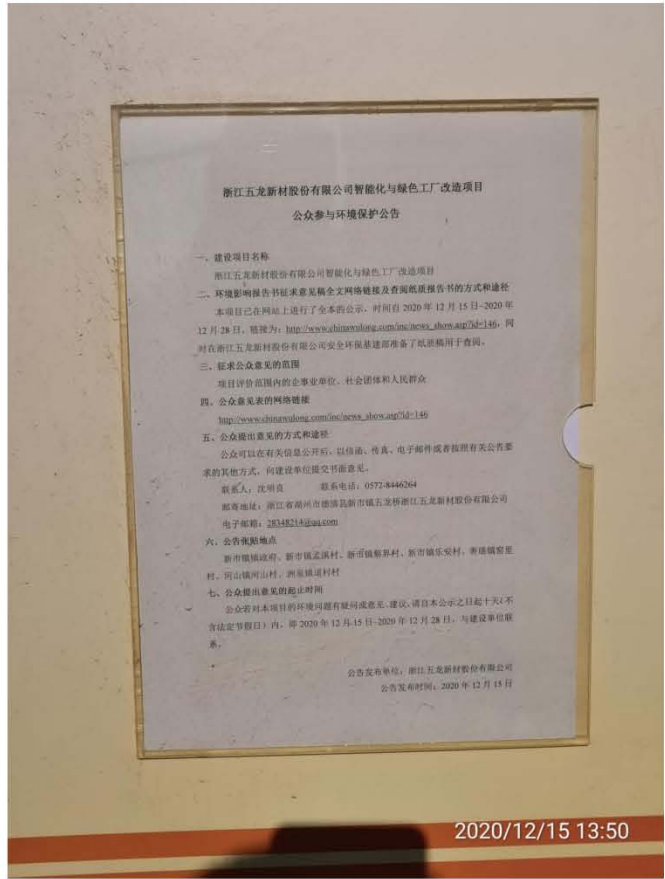 浙江五龙新材股份有限公司智能化与绿色工厂改造项目
公众参与环境保护公告
一、建设项目名称
浙江五龙新材股份有限公司智能化与绿色工厂改造项目
二、环境影响报告书征求意见稿全文网络链接及查阅纸质报告书的方式和途径
本项目已在网站上进行了全本的公示。时间自 2020 年 12 月 15 日-2020 年
12 月 28 日。链接为：http://www.chinawulong.com/inc/news_show.asp?id=146，同
时在浙江五龙新材股份有限公司安全环保基建部准备了纸质稿用于查阅。
三、征求公众意见的范围
项目评价范围内的企事业单位、社会团体和人民群众
四、公众意见表的网络链接
http://www.chinawulong.com/inc/news_show.asp?id=146
五、公众提出意见的方式和途径
公众可以在有关信息公开后，以信函、传真、电子邮件或者按照有关公告要
求的其他方式，向建设单位提交书面意见。
联系人：沈明良 联系电话：0572-8446264
邮寄地址：浙江省湖州市德清县新市镇五龙桥浙江五龙新材股份有限公司
电子邮箱：28348214@qq.com
六、公告张贴地点
新市镇镇政府、新市镇孟溪村、新市镇蔡界村、新市镇乐安村、善琏镇窑里
村、河山镇河山村、洲泉镇道村村
七、公众提出意见的起止时间
公众若对本项目的环境问题有疑问或意见、建议，请自本公示之日起十天（不
含法定节假日）内，即 2020 年 12 月 15 日-2020 年 12 月 28 日，与建设单位联
系。
公告发布单位：浙江五龙新材股份有限公司
公告发布时间：2020 年 12 月 15 日
2020/12/15 13:50